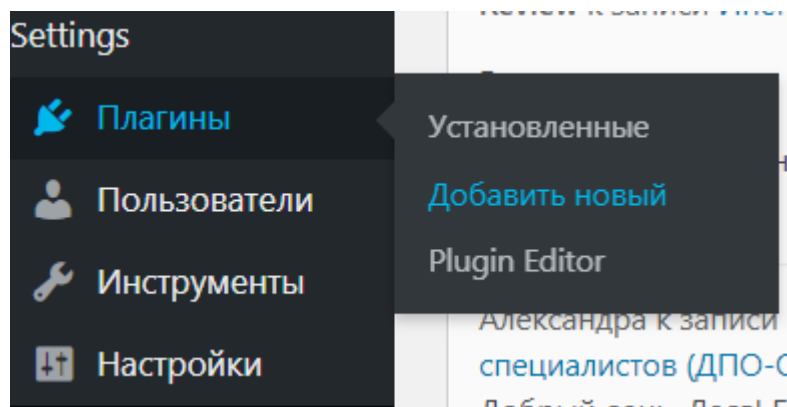 Settings
Плагины
Установленные
Добавить новый
Plugin Editor
Пользователи
Инструменты
Настройки
Александра к записи
специалистов (ДПО-